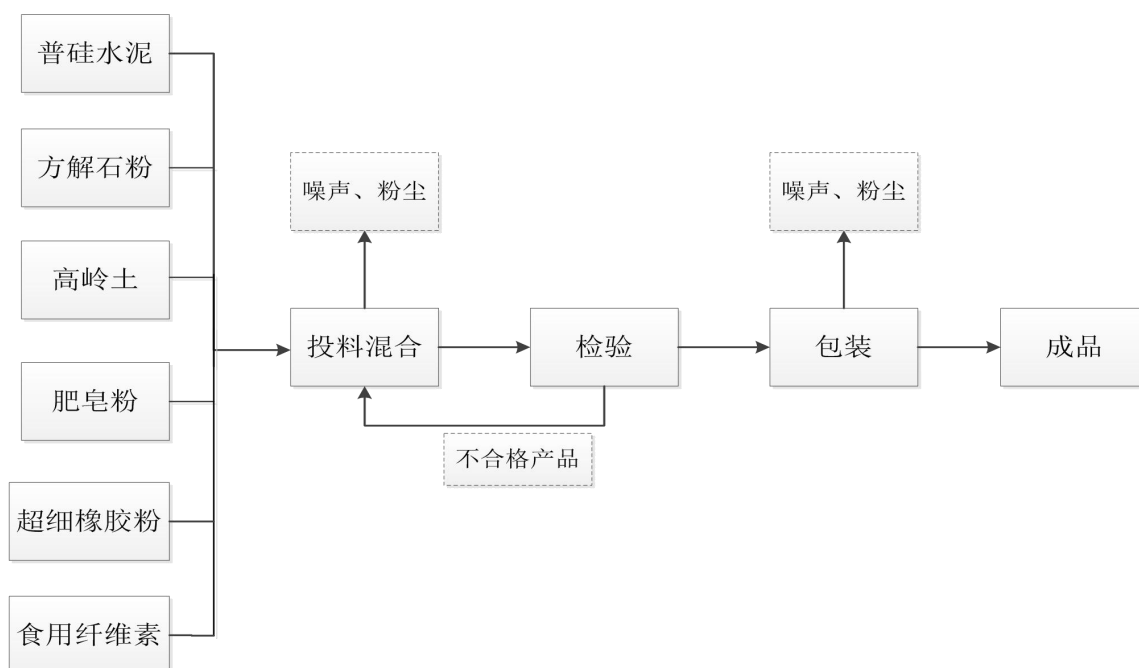 普硅水泥
方解石粉
高岭土
肥皂粉
超细橡胶粉
食用纤维素
噪声、粉尘
投料混合
检验
不合格产品
噪声、粉尘
包装
成品